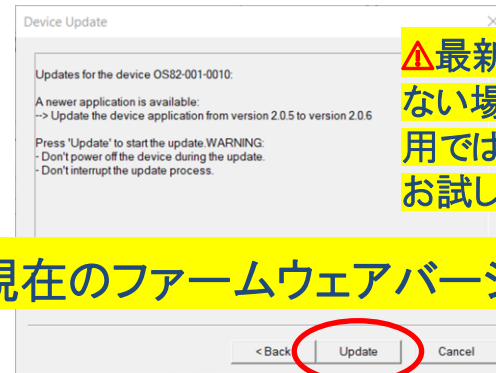 Device Update
Updates for the device OS82-001-0010:
A newer application is available:
--> Update the device application from version 2.0.5 to version 2.0.6
Press 'Update' to start the update.WARNING:
- Don't power off the device during the update.
- Don't interrupt the update process.
⚠最新
ない場
用では
お試し
現在のファームウェアバージ
< Back Update Cancel